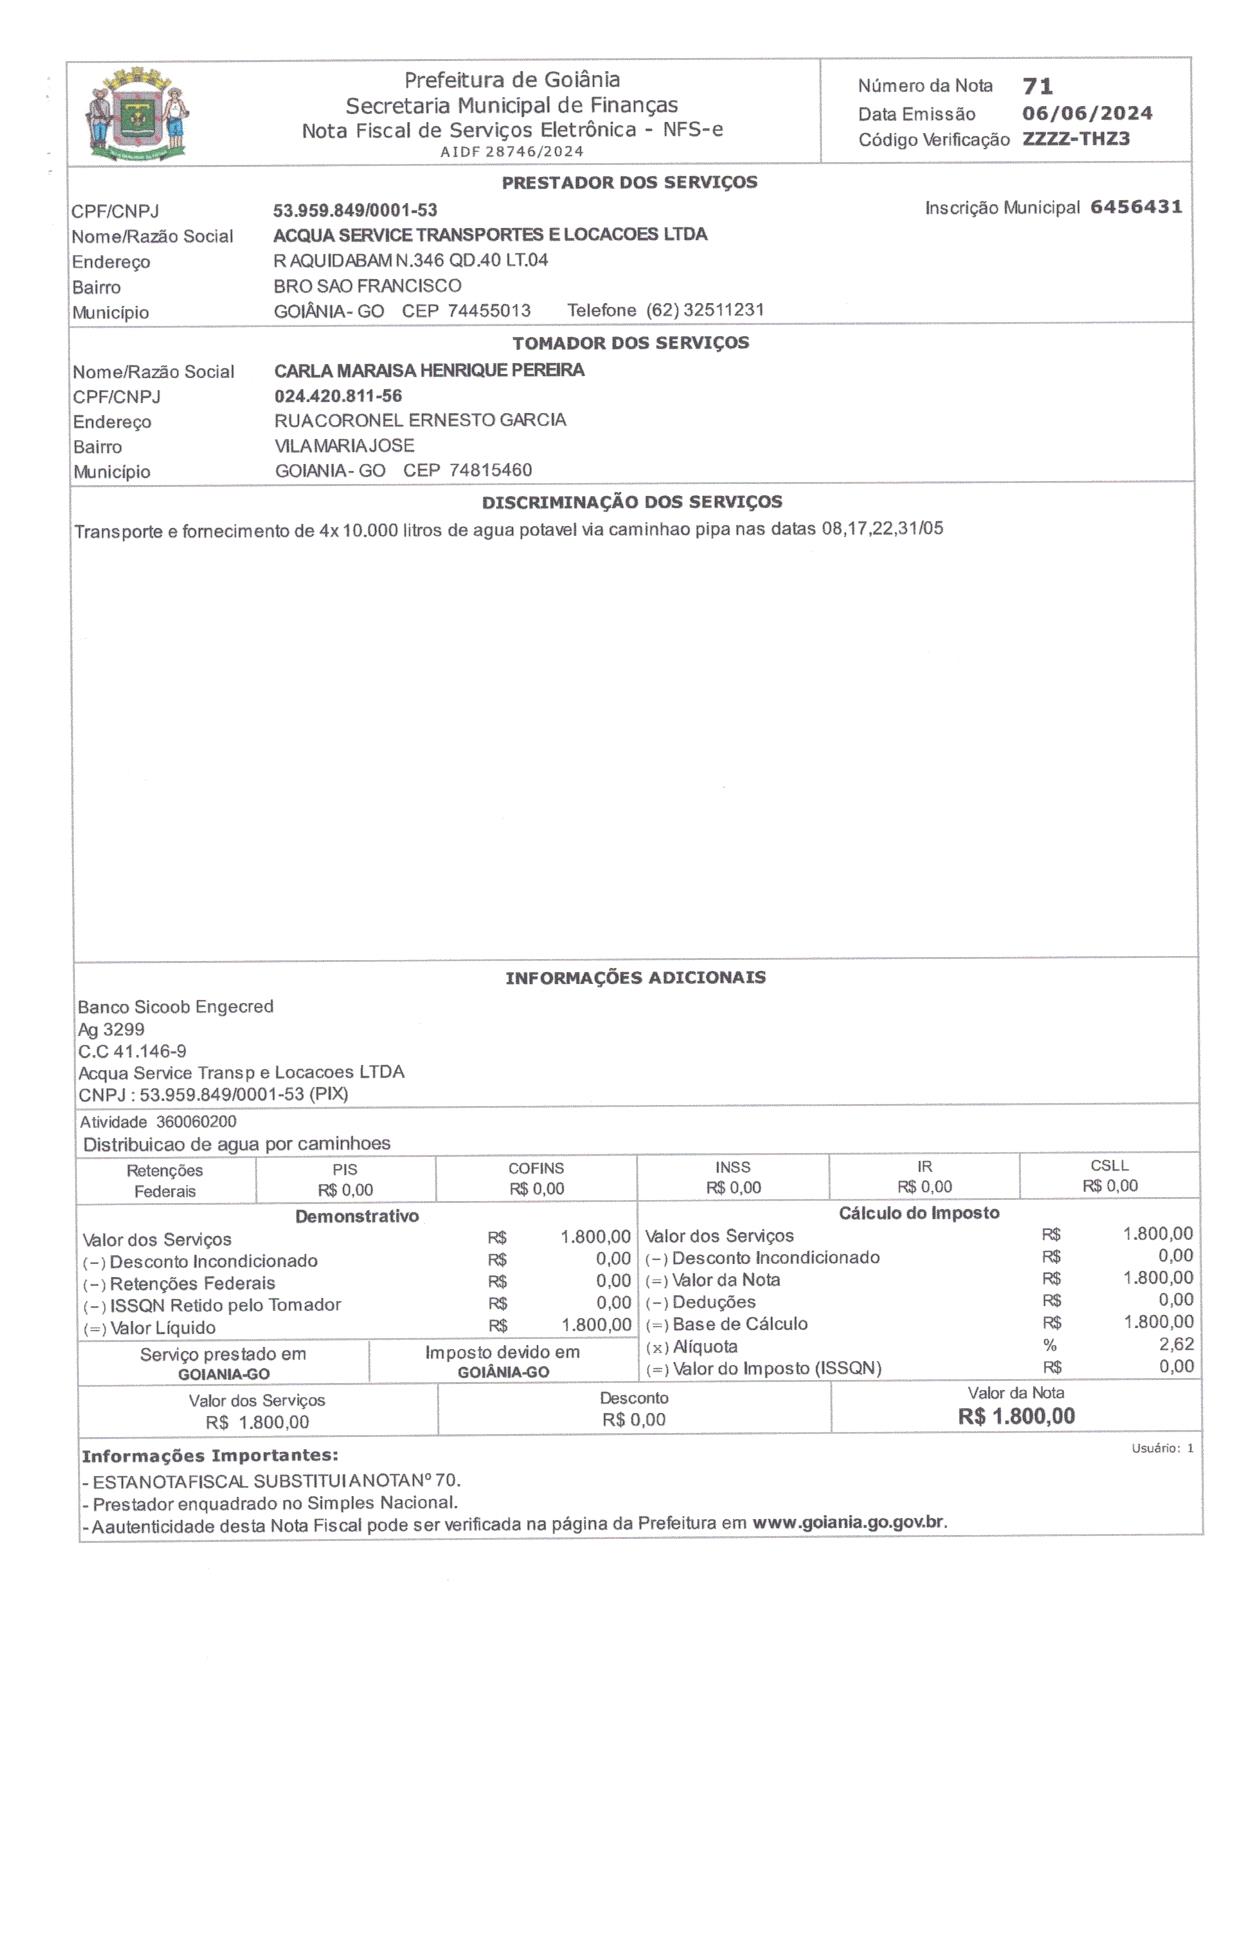 Prefeitura de Goiânia
Secretaria Municipal de Finanças
Nota Fiscal de Serviços Eletrônica - NFS-e
AIDF 28746/2024
Número da Nota 71
Data Emissão 06/06/2024
Código Verificação ZZZZ-THZ3
PRESTADOR DOS SERVIÇOS
CPF/CNPJ 53.959.849/0001-53 Inscrição Municipal 6456431
Nome/Razão Social ACQUA SERVICE TRANSPORTES E LOCACOES LTDA
Endereço R AQUIDABAM N.346 QD.40 LT.04
Bairro BRO SAO FRANCISCO
Município GOIÂNIA- GO CEP 74455013 Telefone (62) 32511231
TOMADOR DOS SERVIÇOS
Nome/Razão Social CARLA MARAISA HENRIQUE PEREIRA
CPF/CNPJ 024.420.811-56
Endereço RUA CORONEL ERNESTO GARCIA
Bairro VILA MARIA JOSE
Município GOIANIA- GO CEP 74815460
DISCRIMINAÇÃO DOS SERVIÇOS
Transporte e fornecimento de 4x 10.000 litros de agua potavel via caminhao pipa nas datas 08,17,22,31/05
INFORMAÇÕES ADICIONAIS
Banco Sicoob Engecred
Ag 3299
C.C 41.146-9
Acqua Service Transp e Locacoes LTDA
CNPJ : 53.959.849/0001-53 (PIX)
Atividade 360060200
Distribuicao de agua por caminhoes
Retenções Federais PIS COFINS INSS IR CSLL
R$ 0,00 R$ 0,00 R$ 0,00 R$ 0,00 R$ 0,00
Demonstrativo
Valor dos Serviços R$ 1.800,00
(-) Desconto Incondicionado R$ 0,00
(-) Retenções Federais R$ 0,00
(-) ISSQN Retido pelo Tomador R$ 0,00
(=) Valor Líquido R$ 1.800,00
Serviço prestado em
GOIANIA-GO
Imposto devido em
GOIÂNIA-GO
Cálculo do Imposto
Valor dos Serviços R$ 1.800,00
(-) Desconto Incondicionado R$ 0,00
(=) Valor da Nota R$ 1.800,00
(-) Deduções R$ 0,00
(=) Base de Cálculo R$ 1.800,00
(x) Alíquota % 2,62
(=) Valor do Imposto (ISSQN) R$ 0,00
Valor dos Serviços
R$ 1.800,00
Desconto
R$ 0,00
Valor da Nota
R$ 1.800,00
Informações Importantes: Usuário: 1
- ESTA NOTA FISCAL SUBSTITUI A NOTA Nº 70.
- Prestador enquadrado no Simples Nacional.
- A autenticidade desta Nota Fiscal pode ser verificada na página da Prefeitura em www.goiania.go.gov.br.